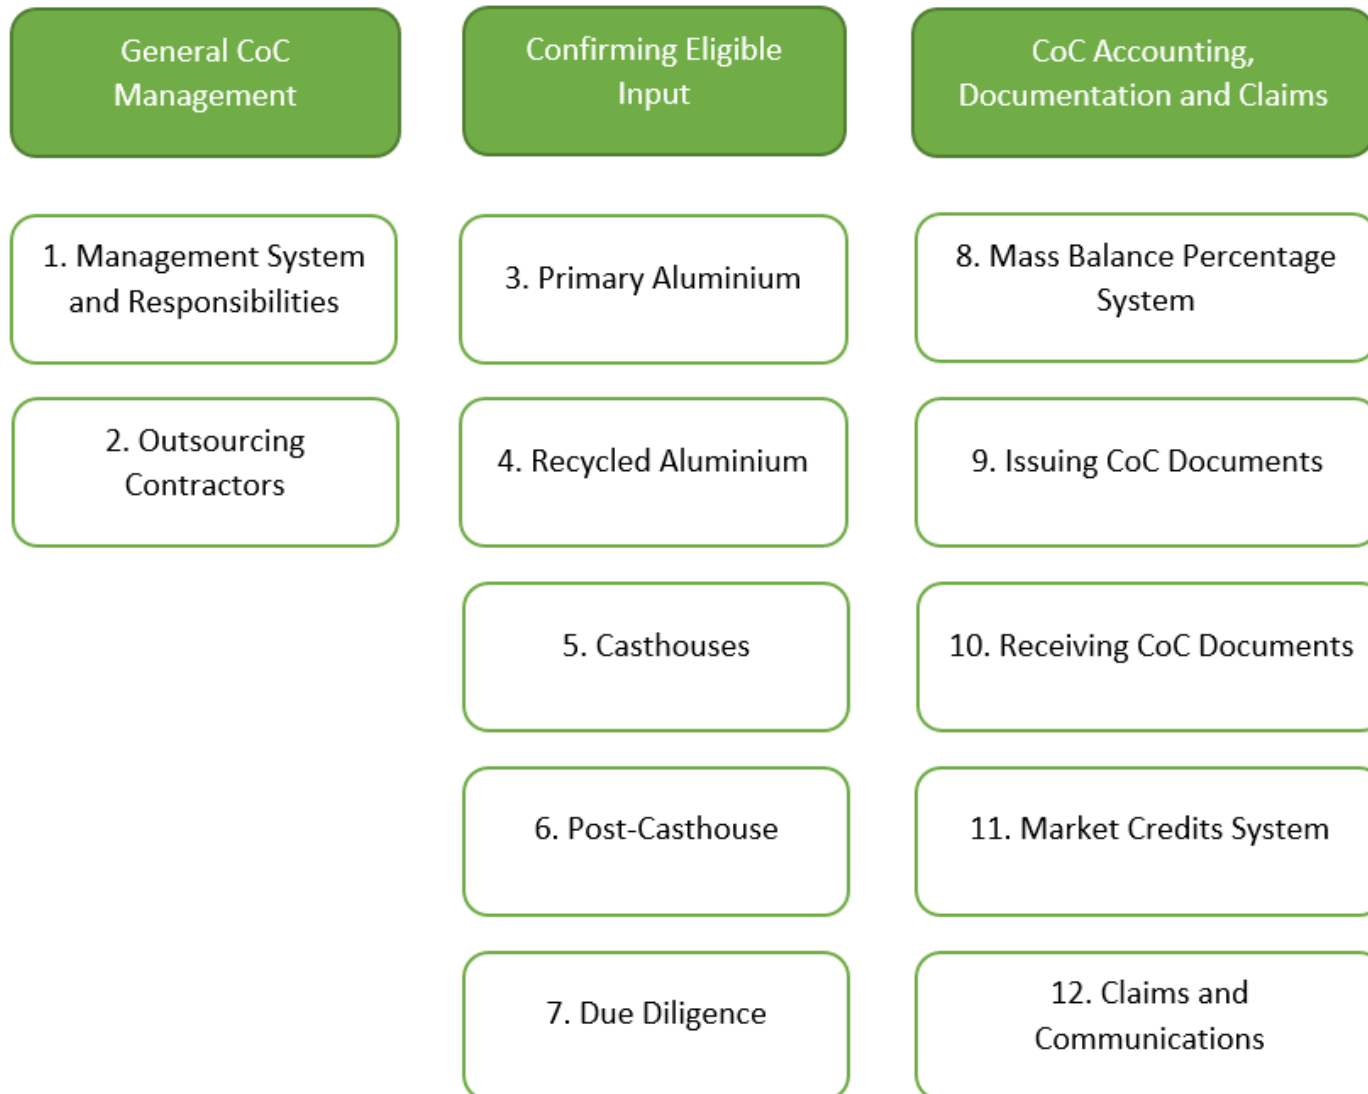 General CoC
Management
Confirming Eligible
Input
CoC Accounting,
Documentation and Claims
1. Management System
and Responsibilities
2. Outsourcing
Contractors
3. Primary Aluminium
4. Recycled Aluminium
5. Casthouses
6. Post-Casthouse
7. Due Diligence
8. Mass Balance Percentage
System
9. Issuing CoC Documents
10. Receiving CoC Documents
11. Market Credits System
12. Claims and
Communications